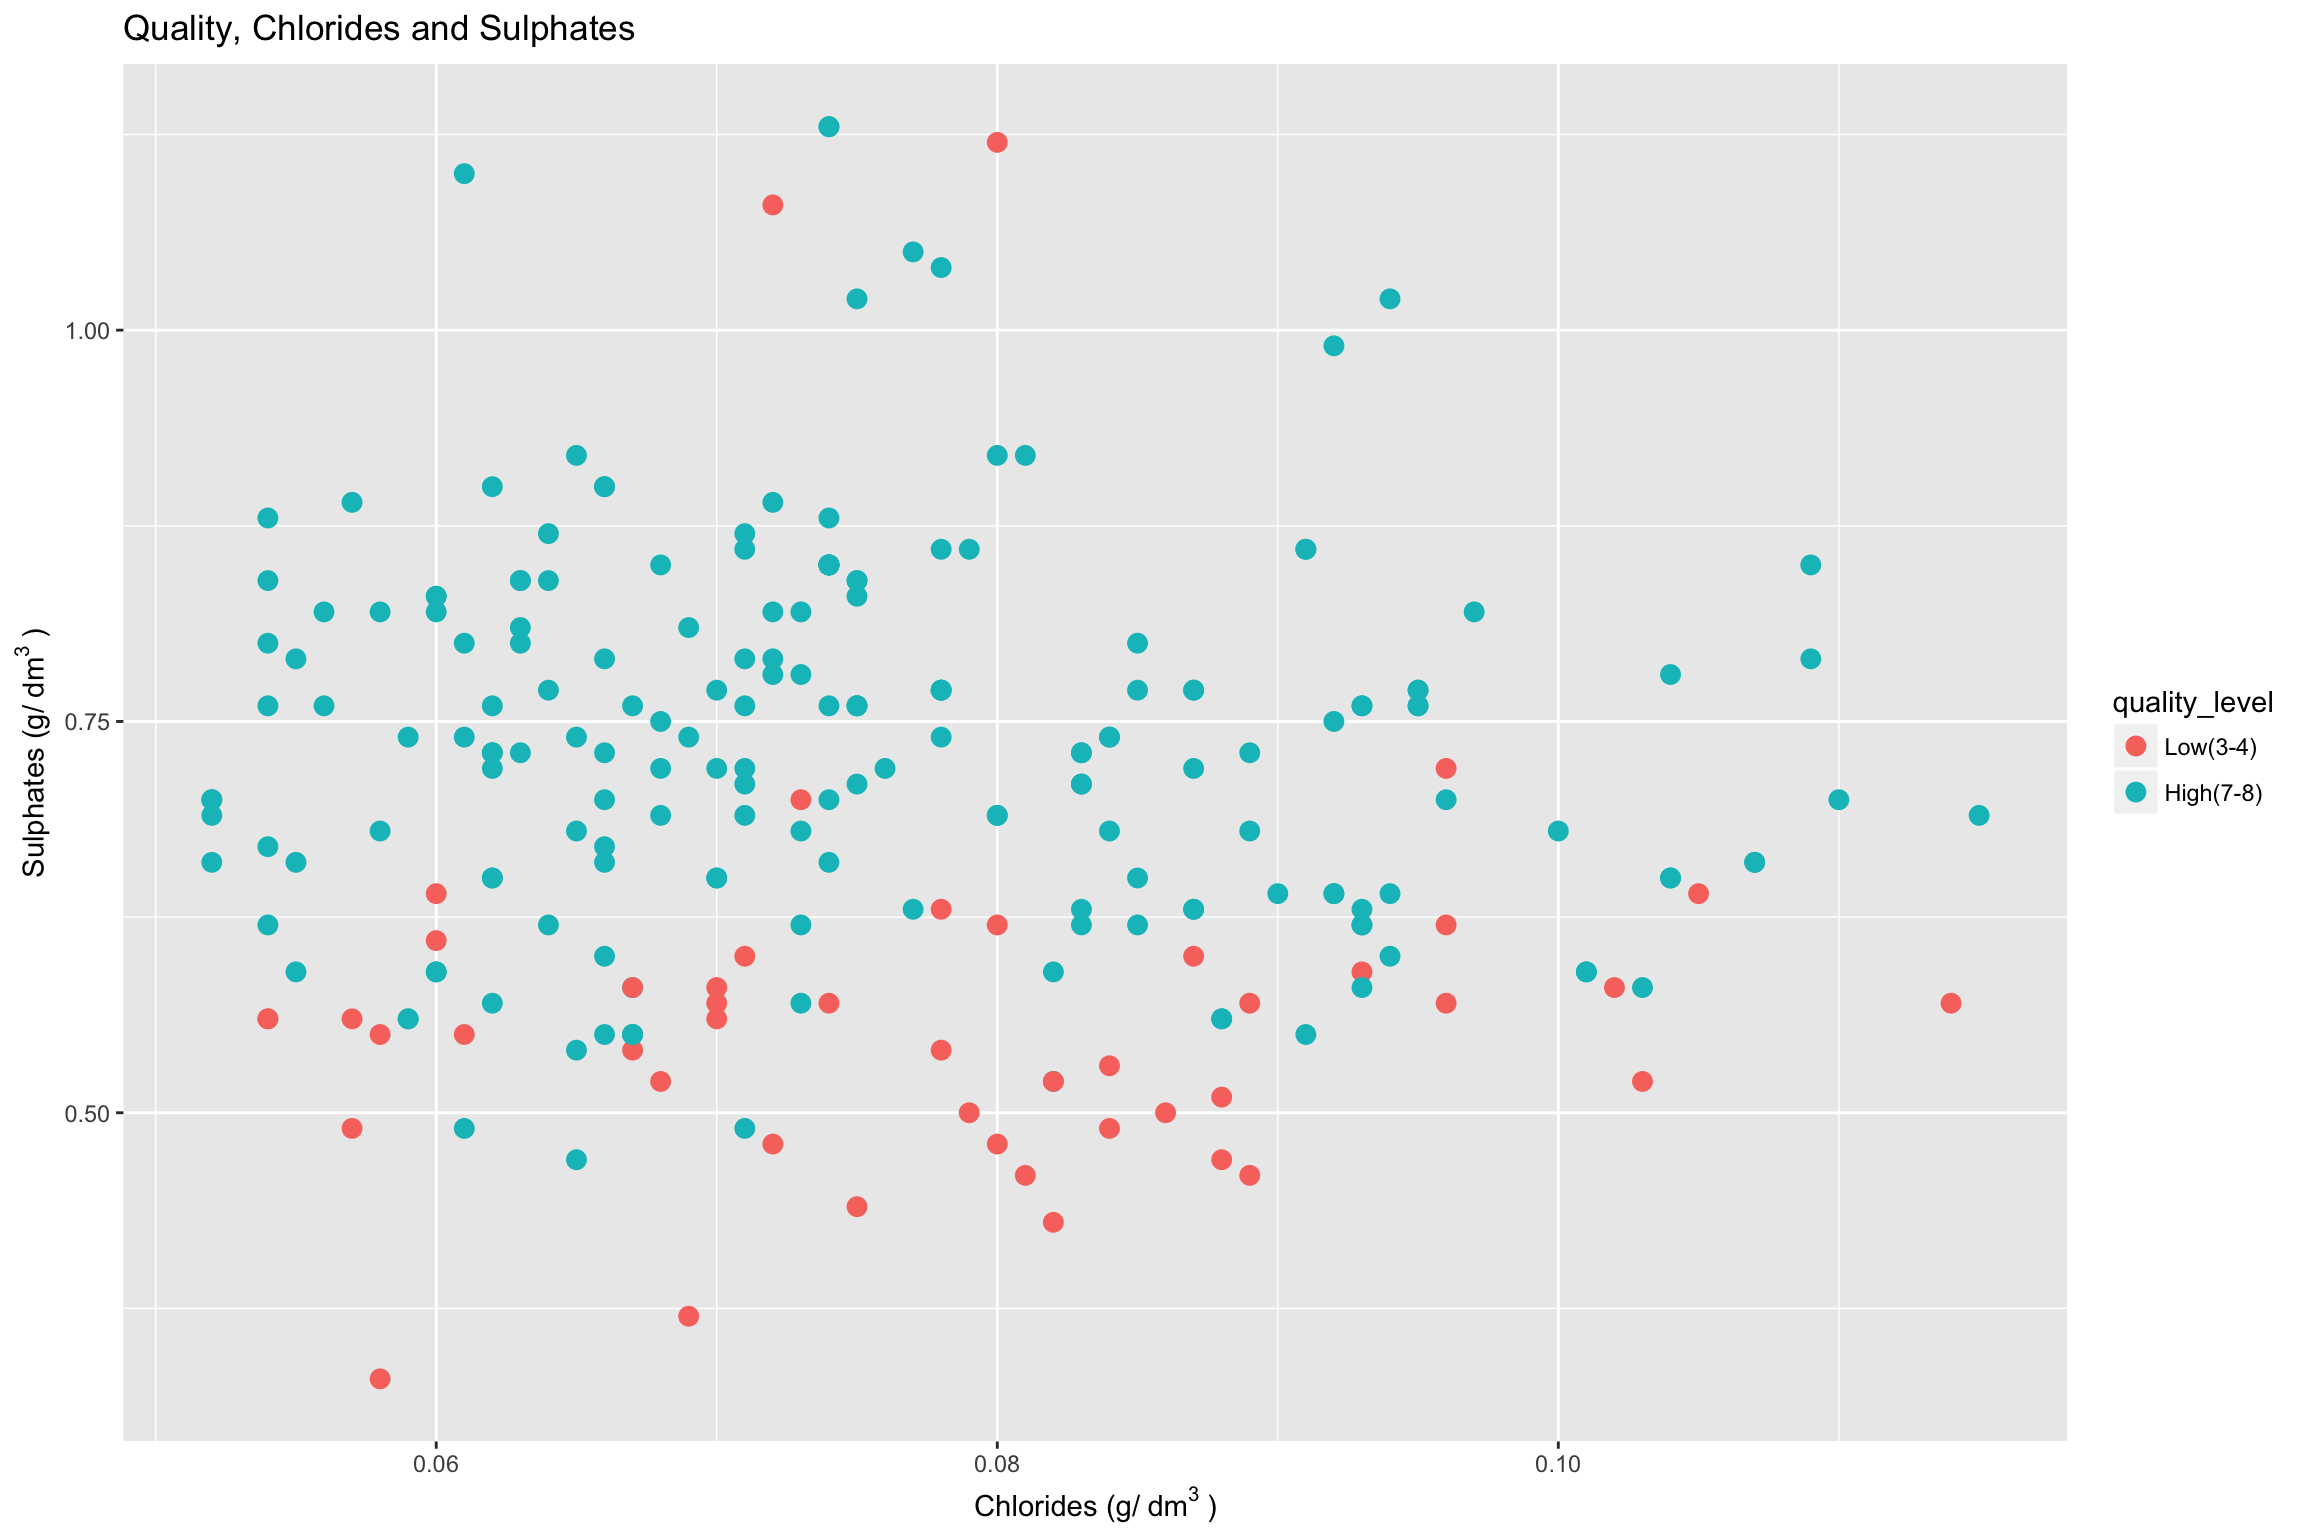 Quality, Chlorides and Sulphates
Sulphates (g/ dm³ )
1.00
0.75
0.50
0.06
0.08
0.10
Chlorides (g/ dm³ )
quality_level
Low(3-4)
High(7-8)